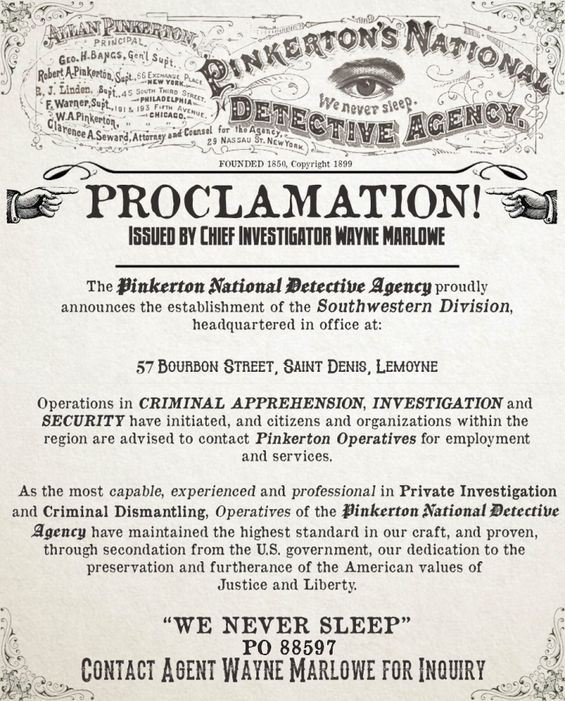 ALLAN PINKERTON,
PRINCIPAL,
Geo. H. BANGS, Gen'l Supt.
Robert A. Pinkerton, Supt., 66 EXCHANGE PLACE,
NEW YORK.
R. J. Linden, Supt., 45 SOUTH THIRD STREET,
PHILADELPHIA
F. Warner, Supt., 191 & 193 FIFTH AVENUE,
CHICAGO.
W. A. Pinkerton, " " "
Clarence A. Seward, Attorney and Counsel for the Agency,
29 NASSAU ST. NEW YORK.
PINKERTON'S NATIONAL
We never sleep.
DETECTIVE AGENCY.
FOUNDED 1850, Copyright 1899
PROCLAMATION!
ISSUED BY CHIEF INVESTIGATOR WAYNE MARLOWE
The Pinkerton National Detective Agency proudly
announces the establishment of the Southwestern Division,
headquartered in office at:
57 BOURBON STREET, SAINT DENIS, LEMOYNE
Operations in CRIMINAL APPREHENSION, INVESTIGATION and
SECURITY have initiated, and citizens and organizations within the
region are advised to contact Pinkerton Operatives for employment
and services.
As the most capable, experienced and professional in Private Investigation
and Criminal Dismantling, Operatives of the Pinkerton National Detective
Agency have maintained the highest standard in our craft, and proven,
through secondation from the U.S. government, our dedication to the
preservation and furtherance of the American values of
Justice and Liberty.
"WE NEVER SLEEP"
PO 88597
CONTACT AGENT WAYNE MARLOWE FOR INQUIRY